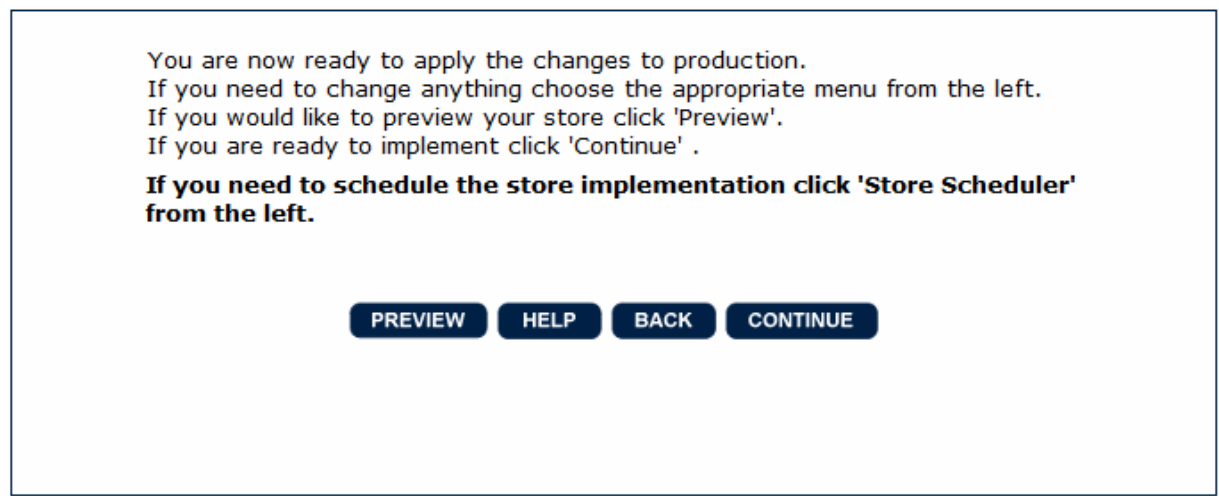 You are now ready to apply the changes to production.
If you need to change anything choose the appropriate menu from the left.
If you would like to preview your store click 'Preview'.
If you are ready to implement click 'Continue' .
If you need to schedule the store implementation click 'Store Scheduler'
from the left.
PREVIEW HELP BACK CONTINUE